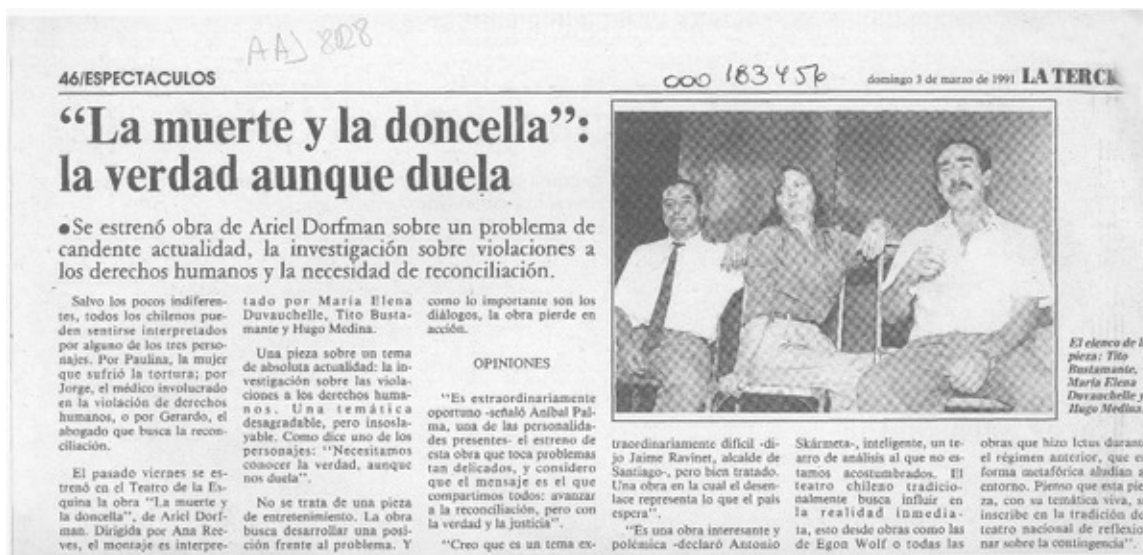 AAJ 8028
46/ESPECTACULOS
000 183456
domingo 3 de marzo de 1991 LA TERCE
“La muerte y la doncella”:
la verdad aunque duela
●Se estrenó obra de Ariel Dorfman sobre un problema de
candente actualidad, la investigación sobre violaciones a
los derechos humanos y la necesidad de reconciliación.
Salvo los pocos indiferen-
tes, todos los chilenos pue-
den sentirse interpretados
por alguno de los tres perso-
najes. Por Paulina, la mujer
que sufrió la tortura; por
Jorge, el médico involucrado
en la violación de derechos
humanos, o por Gerardo, el
abogado que busca la recon-
ciliación.
El pasado viernes se es-
trenó en el Teatro de la Es-
quina la obra “La muerte y
la doncella”, de Ariel Dorf-
man. Dirigida por Ana Ree-
ves, el montaje es interpre-
tado por María Elena
Duvauchelle, Tito Busta-
mante y Hugo Medina.
Una pieza sobre un tema
de absoluta actualidad: la in-
vestigación sobre las viola-
ciones a los derechos huma-
nos. Una temática
desagradable, pero insosla-
yable. Como dice uno de los
personajes: “Necesitamos
conocer la verdad, aunque
nos duela”.
No se trata de una pieza
de entretenimiento. La obra
busca desarrollar una posi-
ción frente al problema. Y
como lo importante son los
diálogos, la obra pierde en
acción.
OPINIONES
“Es extraordinariamente
oportuno -señaló Aníbal Pal-
ma, una de las personalida-
des presentes- el estreno de
esta obra que toca problemas
tan delicados, y considero
que el mensaje es el que
compartimos todos: avanzar
a la reconciliación, pero con
la verdad y la justicia”.
“Creo que es un tema ex-
traordinariamente difícil -di-
jo Jaime Ravinet, alcalde de
Santiago-, pero bien tratado.
Una obra en la cual el desen-
lace representa lo que el país
espera”.
“Es una obra interesante y
polémica -declaró Antonio
Skármeta-, inteligente, un te-
atro de análisis al que no es-
tamos acostumbrados. El
teatro chileno tradicio-
nalmente busca influir en
la realidad inmedia-
ta, esto desde obras como las
de Egon Wolf o todas las
obras que hizo Ictus durant
el régimen anterior, que e
forma metafórica aludían a
entorno. Pienso que esta pie
za, con su temática viva, s
inscribe en la tradición de
teatro nacional de reflexio
nar sobre la contingencia”.
El elenco de l
pieza: Tito
Bustamante,
María Elena
Duvauchelle y
Hugo Medina.